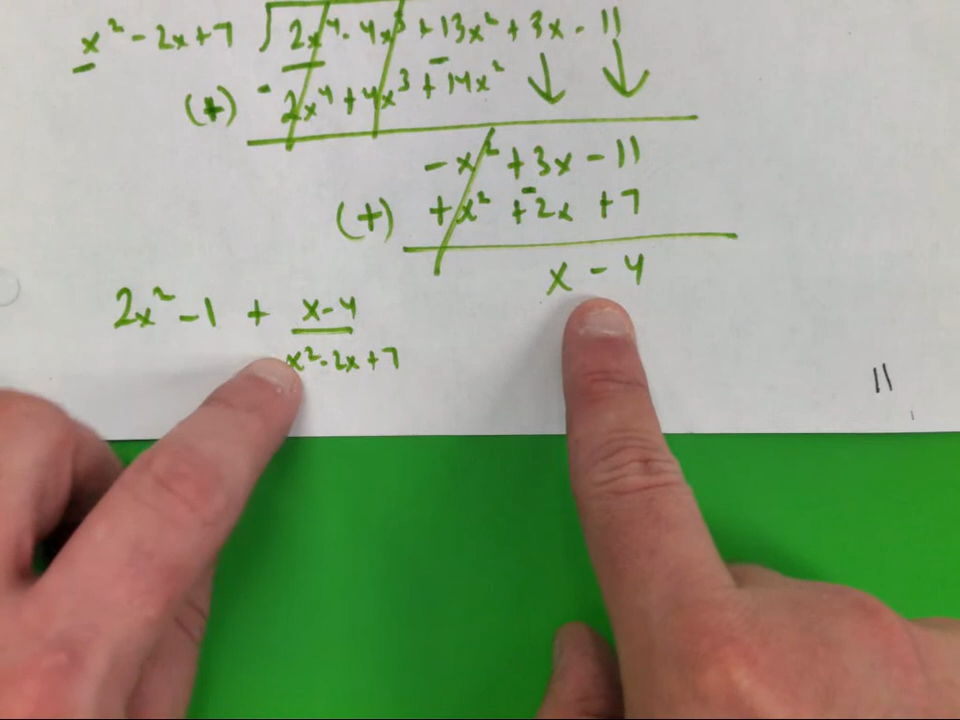 x² - 2x + 7 √ 2x⁴ - 4x³ + 13x² + 3x - 11
(+) - 2x⁴ + 4x³ - 14x²
- x² + 3x - 11
(+) + x² - 2x + 7
x - 4
2x² - 1 + x - 4
x² - 2x + 7
11